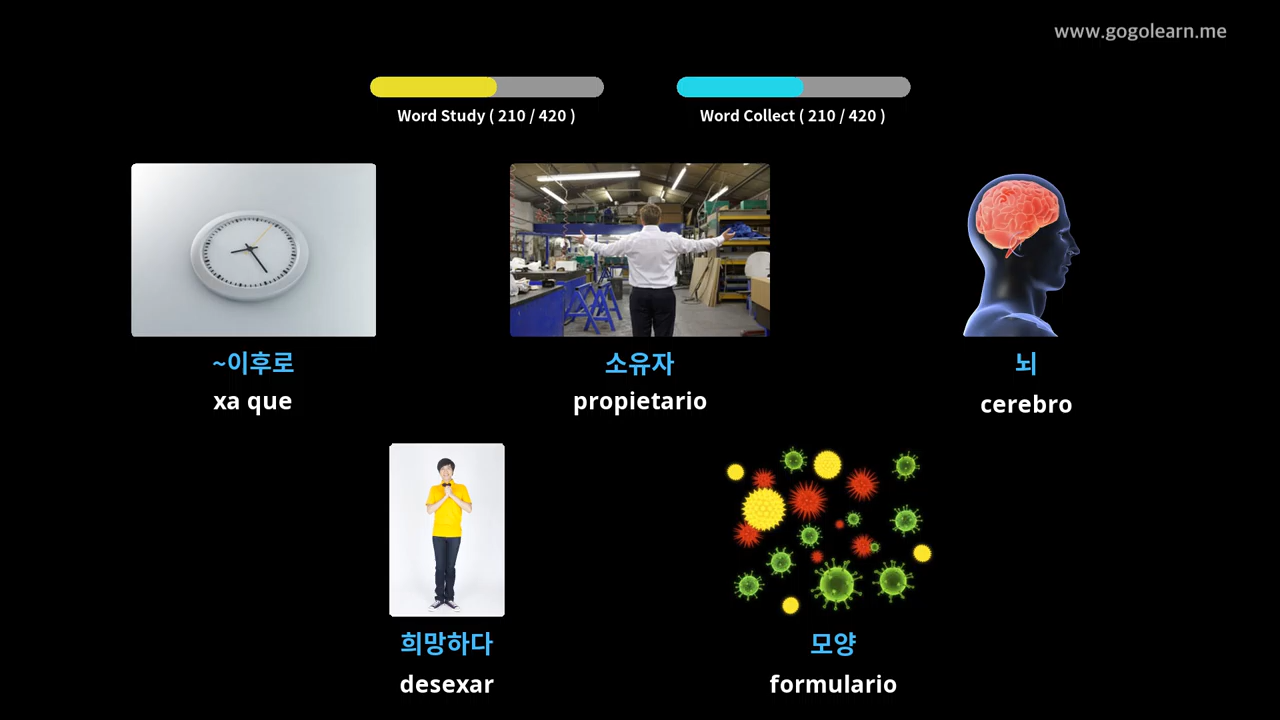 www.gogolearn.me
Word Study ( 210 / 420 )
Word Collect ( 210 / 420 )
~이후로
xa que
소유자
propietario
뇌
cerebro
희망하다
desexar
모양
formulario